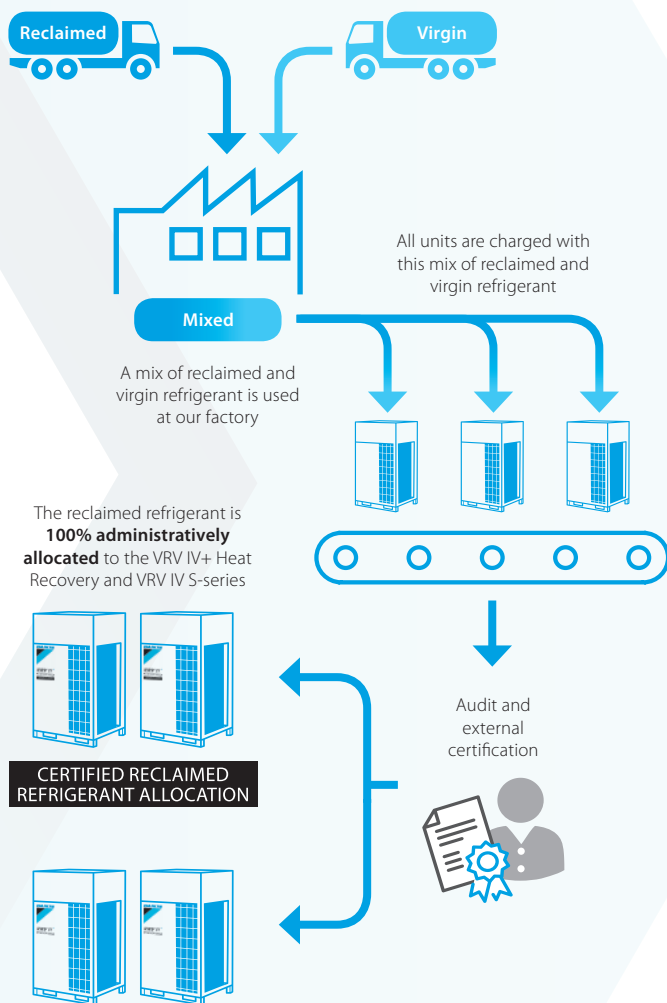 Reclaimed
Virgin
All units are charged with
this mix of reclaimed and
virgin refrigerant
Mixed
A mix of reclaimed and
virgin refrigerant is used
at our factory
The reclaimed refrigerant is
100% administratively
allocated to the VRV IV+ Heat
Recovery and VRV IV S-series
Audit and
external
certification
CERTIFIED RECLAIMED
REFRIGERANT ALLOCATION